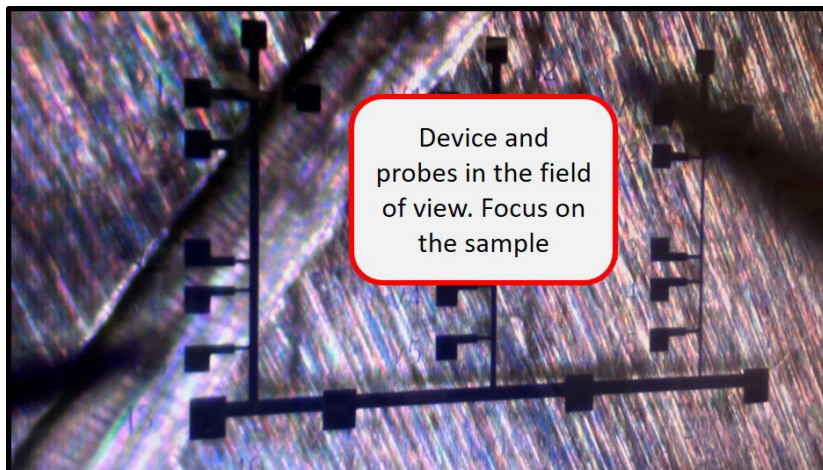 Device and
probes in the field
of view. Focus on
the sample